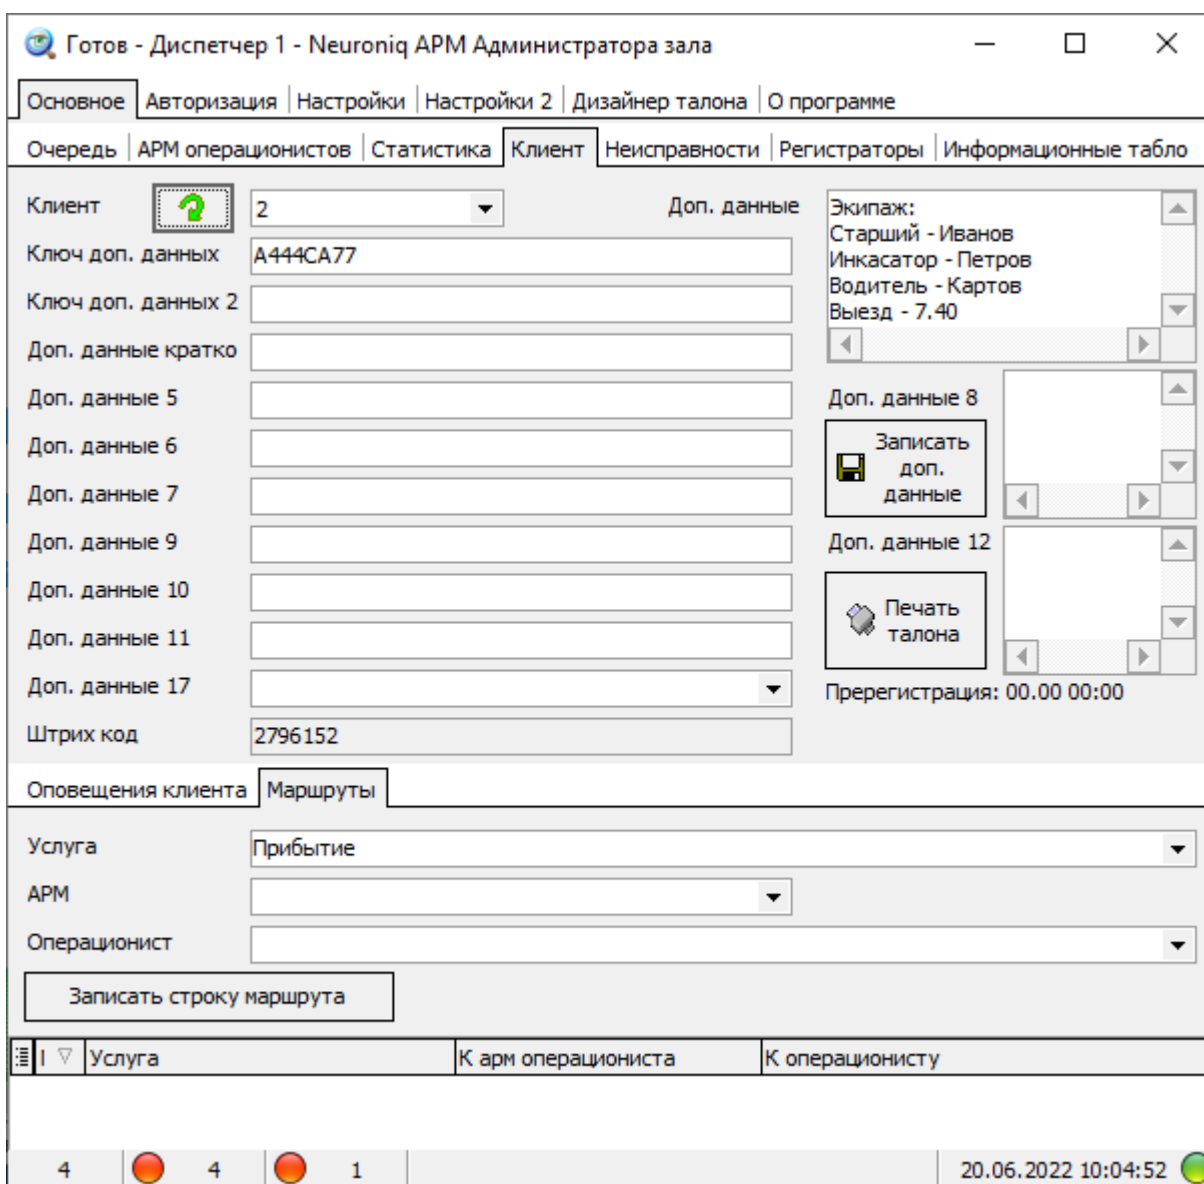 Готов - Диспетчер 1 - Neuroniq АРМ Администратора зала
Основное Авторизация Настройки Настройки 2 Дизайнер талона О программе
Очередь АРМ операционистов Статистика Клиент Неисправности Регистраторы Информационные табло
Клиент 2 Доп. данные
Экипаж:
Старший - Иванов
Инкасатор - Петров
Водитель - Картов
Выезд - 7.40
Ключ доп. данных A444CA77
Ключ доп. данных 2
Доп. данные кратко
Доп. данные 5
Доп. данные 8
Доп. данные 6
Записать
доп.
данные
Доп. данные 7
Доп. данные 9
Доп. данные 12
Доп. данные 10
Печать
талона
Доп. данные 11
Доп. данные 17
Пререгистрация: 00.00 00:00
Штрих код 2796152
Оповещения клиента Маршруты
Услуга Прибытие
АРМ
Операционист
Записать строку маршрута
Услуга К арм операциониста К операционисту
4 4 1 20.06.2022 10:04:52